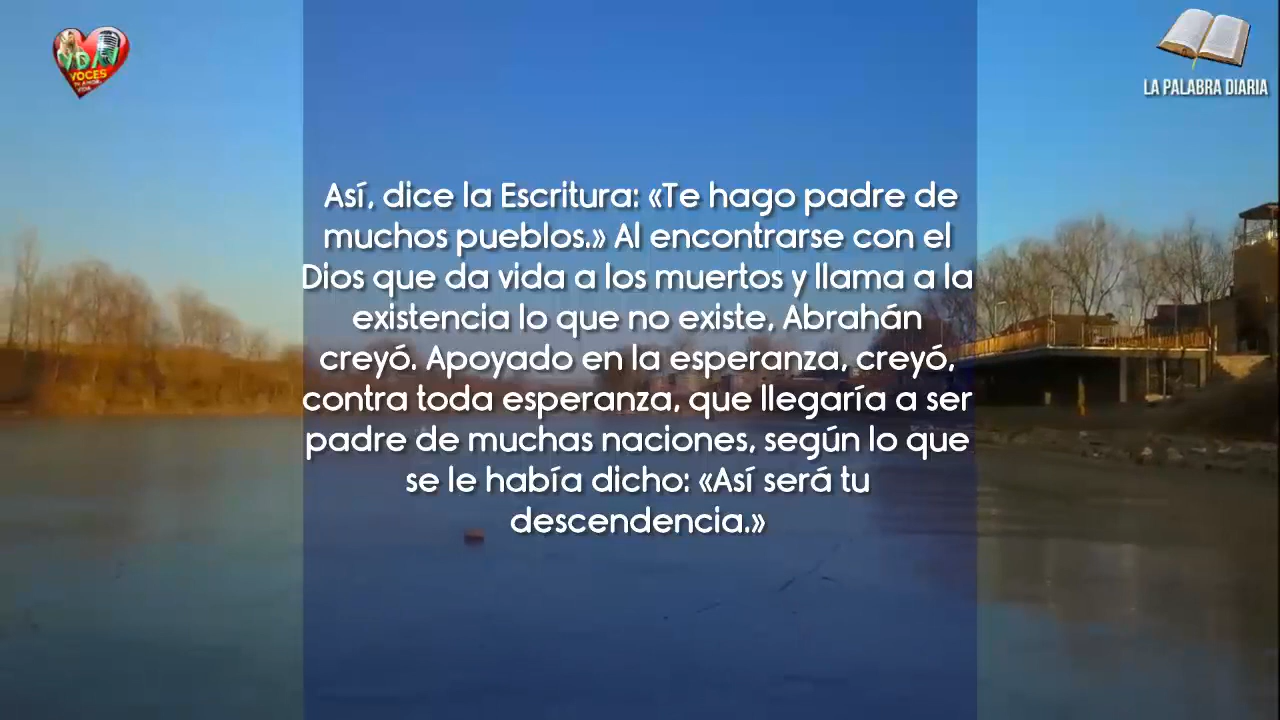 VOCES
LA PALABRA DIARIA
Así, dice la Escritura: «Te hago padre de
muchos pueblos.» Al encontrarse con el
Dios que da vida a los muertos y llama a la
existencia lo que no existe, Abrahán
creyó. Apoyado en la esperanza, creyó,
contra toda esperanza, que llegaría a ser
padre de muchas naciones, según lo que
se le había dicho: «Así será tu
descendencia.»